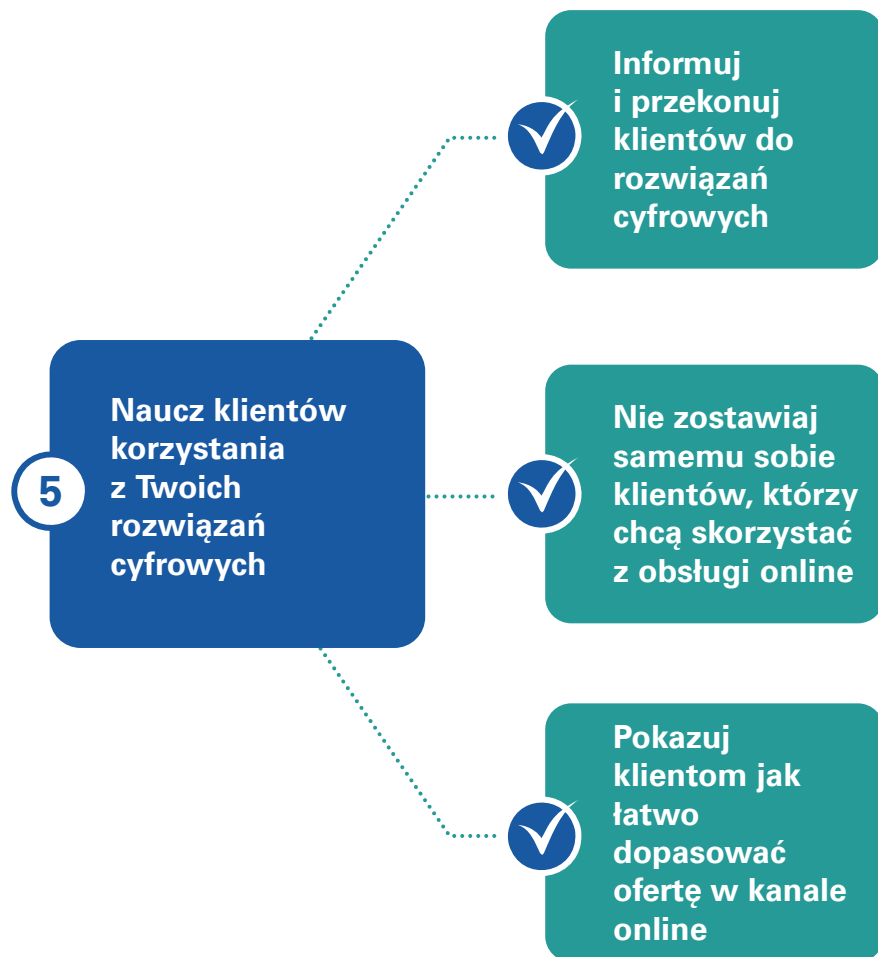 Informuj
i przekonuj
klientów do
rozwiązań
cyfrowych
5
Naucz klientów
korzystania
z Twoich
rozwiązań
cyfrowych
Nie zostawiaj
samemu sobie
klientów, którzy
chcą skorzystać
z obsługi online
Pokazuj
klientom jak
łatwo
dopasować
ofertę w kanale
online